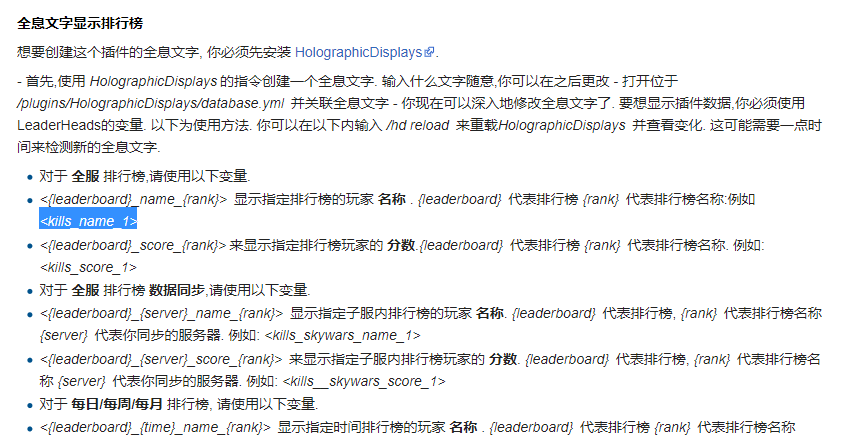 全息文字显示排行榜
想要创建这个插件的全息文字, 你必须先安装 HolographicDisplays.
- 首先,使用 HolographicDisplays 的指令创建一个全息文字. 输入什么文字随意,你可以在之后更改 - 打开位于
/plugins/HolographicDisplays/database.yml 并关联全息文字 - 你现在可以深入地修改全息文字了. 要想显示插件数据,你必须使用
LeaderHeads的变量. 以下为使用方法. 你可以在以下内输入 /hd reload 来重载HolographicDisplays 并查看变化. 这可能需要一点时
间来检测新的全息文字.
• 对于 全服 排行榜,请使用以下变量.
• <{leaderboard}_name_{rank}> 显示指定排行榜的玩家 名称 . {leaderboard} 代表排行榜 {rank} 代表排行榜名称:例如
<kills_name_1>
• <{leaderboard}_score_{rank}> 来显示指定排行榜玩家的 分数.{leaderboard} 代表排行榜 {rank} 代表排行榜名称. 例如:
<kills_score_1>
• 对于 全服 排行榜 数据同步,请使用以下变量.
• <{leaderboard}_{server}_name_{rank}> 显示指定子服内排行榜的玩家 名称. {leaderboard} 代表排行榜, {rank} 代表排行榜名称
{server} 代表你同步的服务器. 例如: <kills_skywars_name_1>
• <{leaderboard}_{server}_score_{rank}> 来显示指定子服内排行榜玩家的 分数. {leaderboard} 代表排行榜, {rank} 代表排行榜名
称 {server} 代表你同步的服务器. 例如: <kills__skywars_score_1>
• 对于 每日/每周/每月 排行榜, 请使用以下变量.
• <{leaderboard}_{time}_name_{rank}> 显示指定时间排行榜的玩家 名称 . {leaderboard} 代表排行榜 {rank} 代表排行榜名称